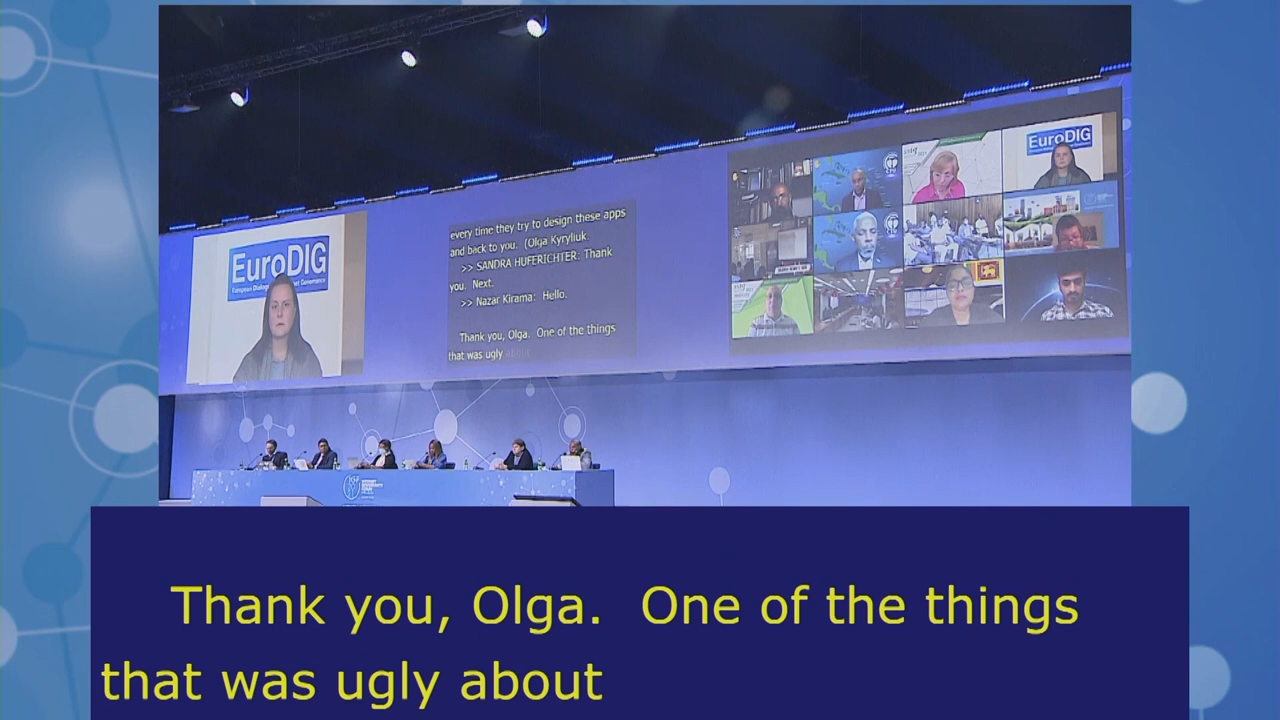 EuroDIG
every time they try to design these apps
and back to you. (Olga Kyryliuk.
>> SANDRA HUFERICHTER: Thank
you. Next.
>> Nazar Kirama: Hello.
Thank you, Olga. One of the things
that was ugly about
EuroDIG
IGF
Thank you, Olga. One of the things
that was ugly about